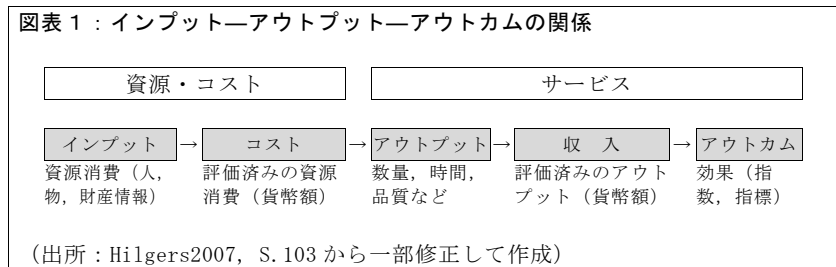 図表1:インプット―アウトプット―アウトカムの関係
資源・コスト サービス
インプット → コスト → アウトプット → 収 入 → アウトカム
資源消費(人, 評価済みの資源 数量,時間, 評価済みのアウト 効果(指
物,財産情報) 消費(貨幣額) 品質など プット(貨幣額) 数,指標)
(出所:Hilgers2007, S.103 から一部修正して作成)